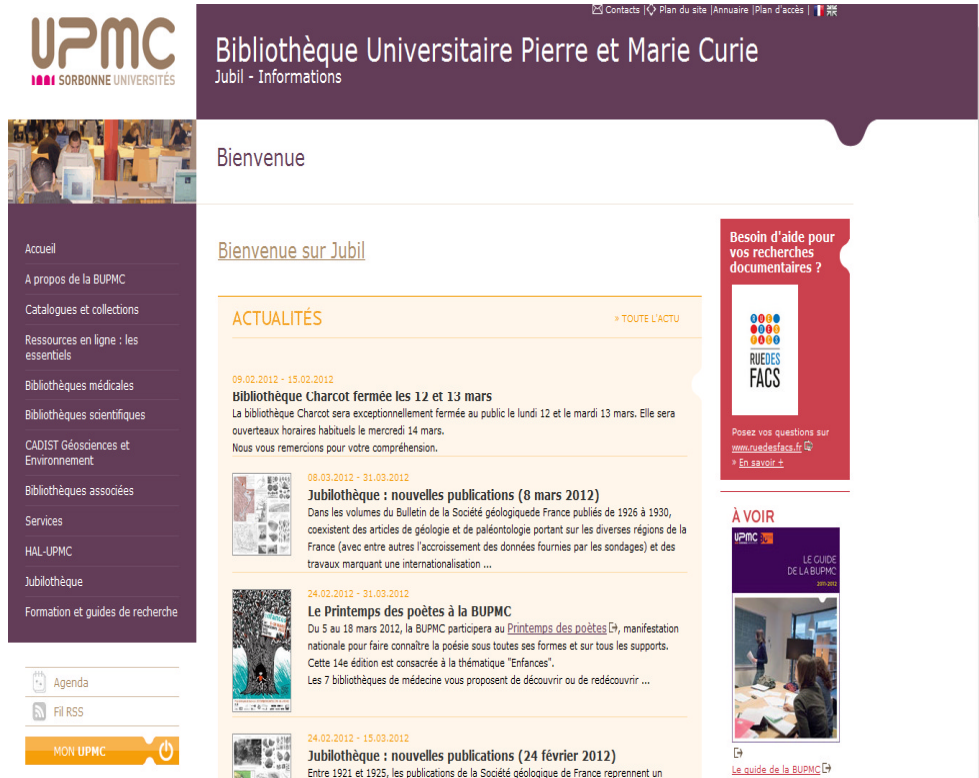 Contacts | Plan du site |Annuaire |Plan d'accès |
UPMC
SORBONNE UNIVERSITÉS
Bibliothèque Universitaire Pierre et Marie Curie
Jubil - Informations
Bienvenue
Accueil
A propos de la BUPMC
Catalogues et collections
Ressources en ligne : les
essentiels
Bibliothèques médicales
Bibliothèques scientifiques
CADIST Géosciences et
Environnement
Bibliothèques associées
Services
HAL-UPMC
Jubilothèque
Formation et guides de recherche
Agenda
Fil RSS
MON UPMC
Bienvenue sur Jubil
ACTUALITÉS
» TOUTE L'ACTU
09.02.2012 - 15.02.2012
Bibliothèque Charcot fermée les 12 et 13 mars
La bibliothèque Charcot sera exceptionnellement fermée au public le lundi 12 et le mardi 13 mars. Elle sera
ouverteaux horaires habituels le mercredi 14 mars.
Nous vous remercions pour votre compréhension.
08.03.2012 - 31.03.2012
Jubilothèque : nouvelles publications (8 mars 2012)
Dans les volumes du Bulletin de la Société géologiquede France publiés de 1926 à 1930,
coexistent des articles de géologie et de paléontologie portant sur les diverses régions de la
France (avec entre autres l'accroissement des données fournies par les sondages) et des
travaux marquant une internationalisation ...
24.02.2012 - 31.03.2012
Le Printemps des poètes à la BUPMC
Du 5 au 18 mars 2012, la BUPMC participera au Printemps des poètes, manifestation
nationale pour faire connaître la poésie sous toutes ses formes et sur tous les supports.
Cette 14e édition est consacrée à la thématique "Enfances".
Les 7 bibliothèques de médecine vous proposent de découvrir ou de redécouvrir ...
24.02.2012 - 15.03.2012
Jubilothèque : nouvelles publications (24 février 2012)
Entre 1921 et 1925, les publications de la Société géologique de France reprennent un
Besoin d'aide pour
vos recherches
documentaires ?
RUE
DES
FACS
RUEDES
FACS
Posez vos questions sur
www.ruedesfacs.fr
» En savoir +
À VOIR
UPMC
LE GUIDE
DE LA BUPMC
2011-2012
Le guide de la BUPMC